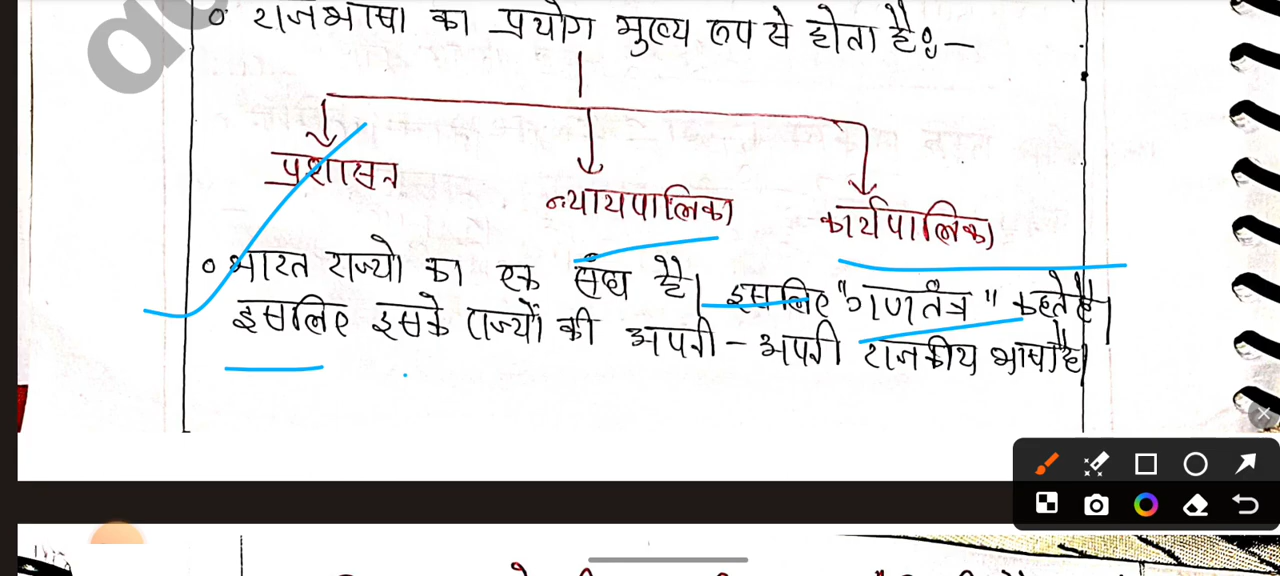 ० राजभाषा का प्रयोग मुख्य रूप से होता है:-
प्रशासन
न्यायपालिका
कार्यपालिका
० भारत राज्यों का एक संघ है। इसलिए "गणतंत्र" कहते है।
इसलिए इसके राज्यों की अपनी - अपनी राजकीय भाषा है।